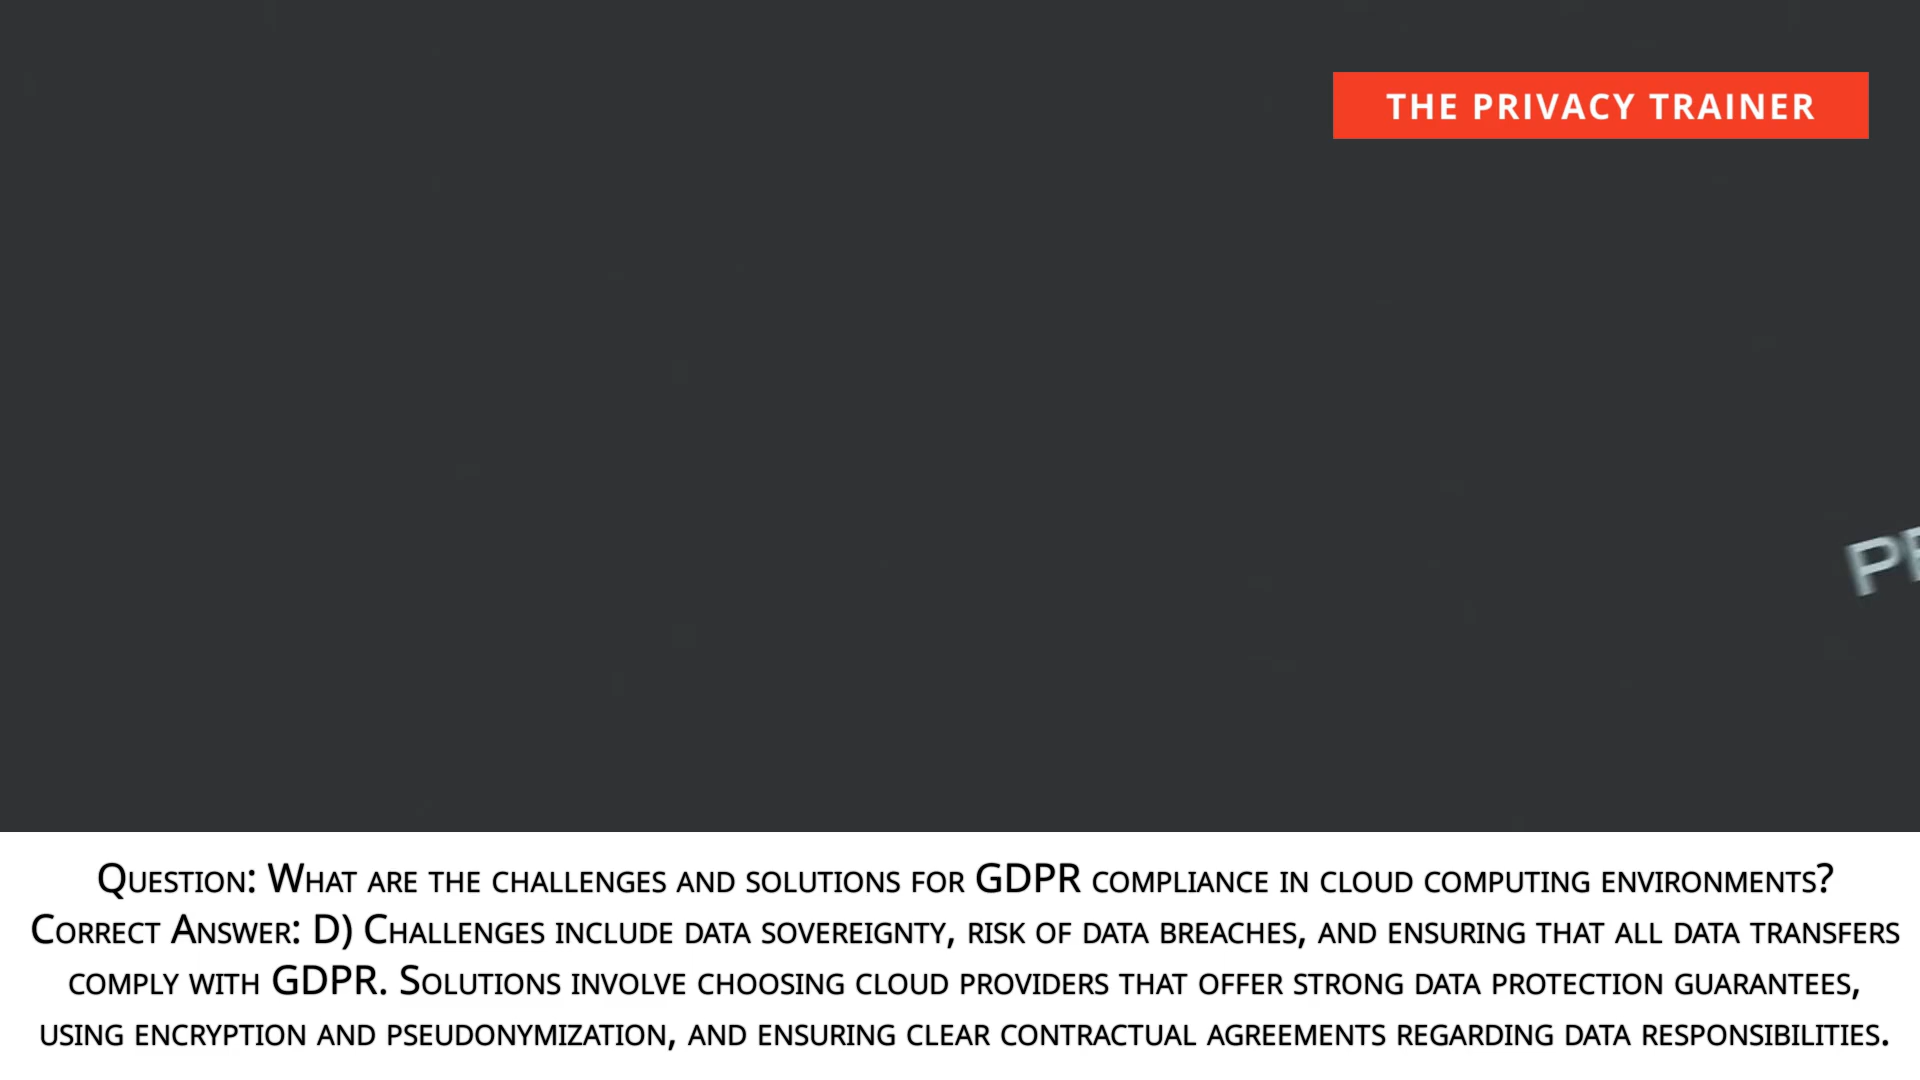 THE PRIVACY TRAINER
Question: What are the challenges and solutions for GDPR compliance in cloud computing environments?
Correct Answer: D) Challenges include data sovereignty, risk of data breaches, and ensuring that all data transfers
comply with GDPR. Solutions involve choosing cloud providers that offer strong data protection guarantees,
using encryption and pseudonymization, and ensuring clear contractual agreements regarding data responsibilities.